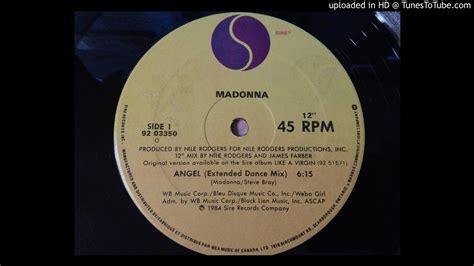 uploaded in HD @ TunesToTube.com
SIRE
MADONNA
SIDE 1
92 03350
12"
45 RPM
PRODUCED BY NILE RODGERS FOR NILE RODGERS PRODUCTIONS, INC.
12" MIX BY NILE RODGERS AND JAMES FARBER
Original version available on the Sire album LIKE A VIRGIN (92 51571)
ANGEL (Extended Dance Mix) 6:15
(Madonna/Steve Bray)
WB Music Corp./Bleu Disque Music Co., Inc./Webo Girl
Adm. by WB Music Corp./Black Lion Music, Inc. ASCAP
℗ 1984 Sire Records Company